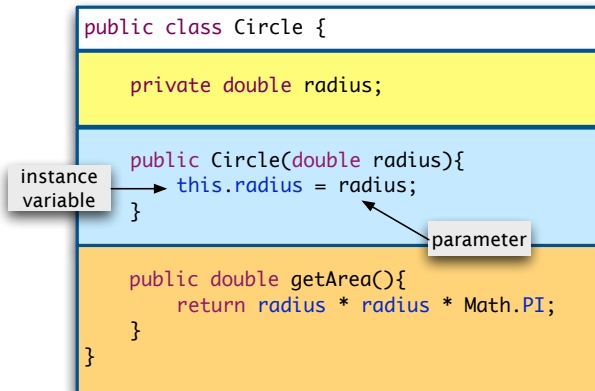 public class Circle {
private double radius;
public Circle(double radius){
this.radius = radius;
}
instance
variable
parameter
public double getArea(){
return radius * radius * Math.PI;
}
}